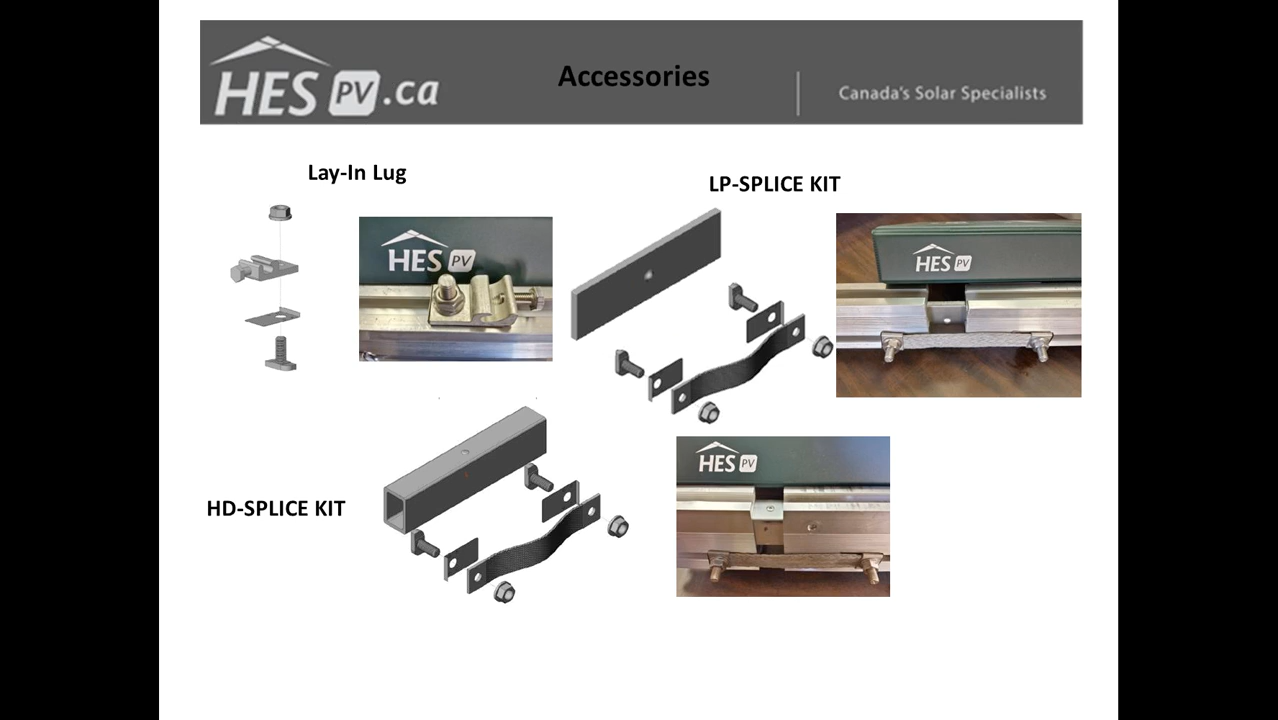 HES PV .ca
Accessories
Canada's Solar Specialists
Lay-In Lug
LP-SPLICE KIT
HES PV
HES PV
HD-SPLICE KIT
HES PV